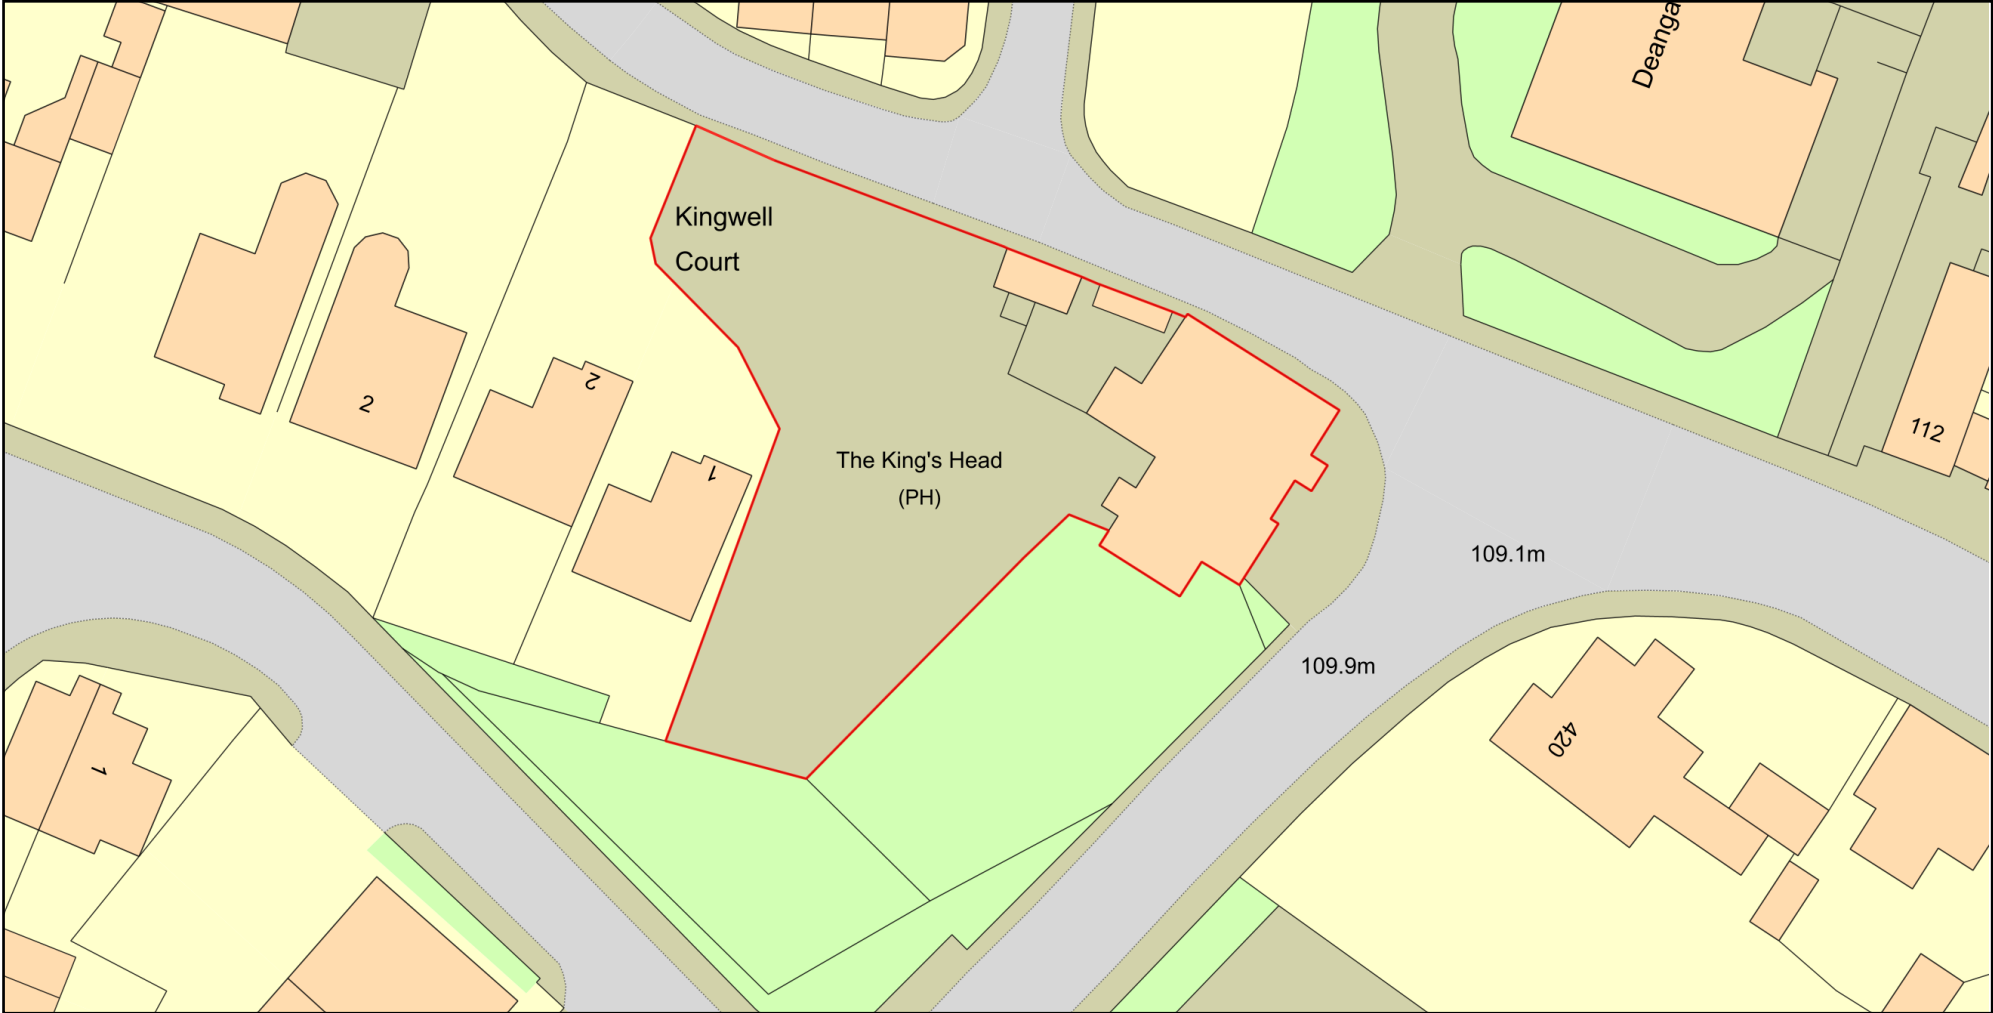 Deanga
Kingwell
Court
2
2
1
The King's Head
(PH)
112
109.1m
109.9m
420
1